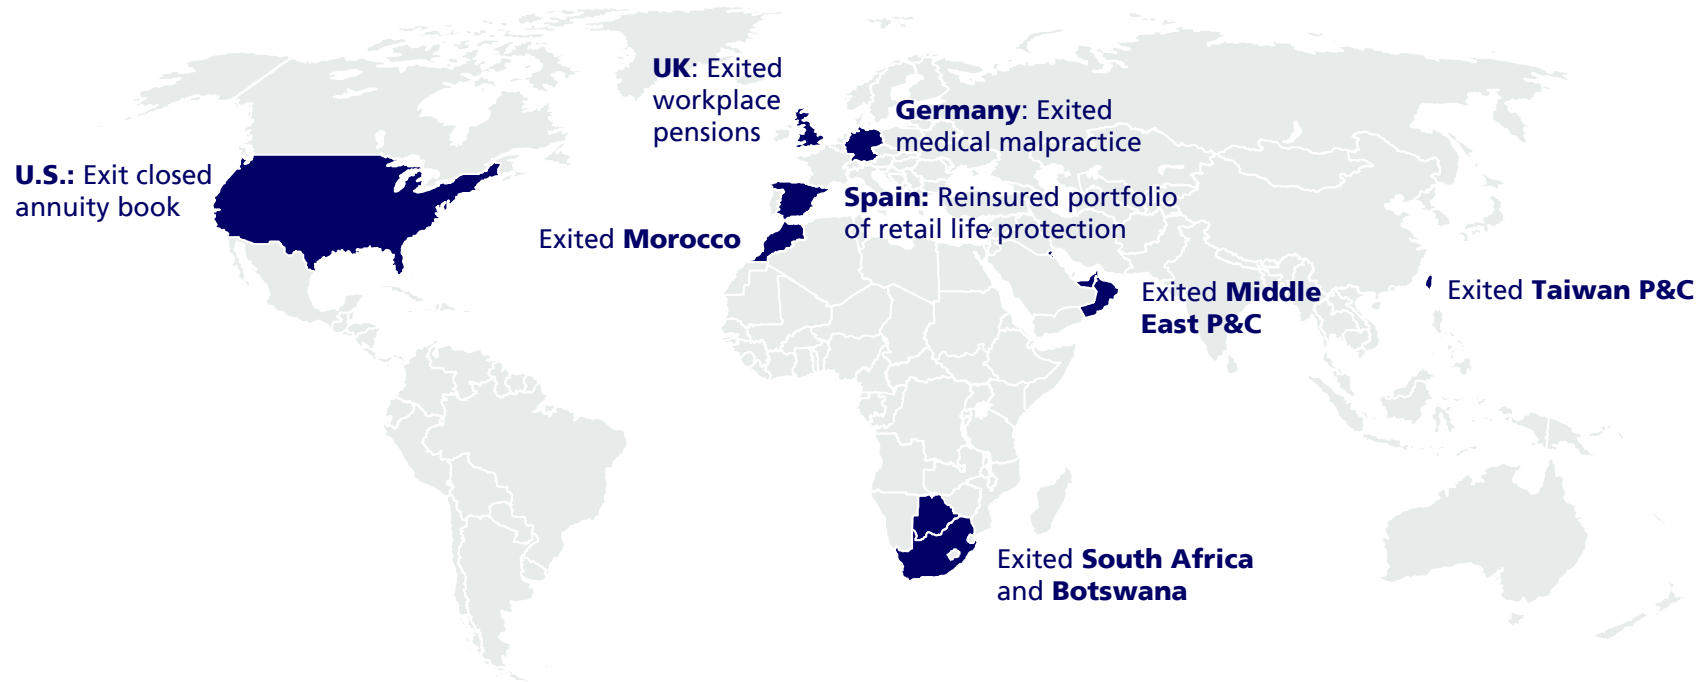 UK: Exited
workplace
pensions
Germany: Exited
medical malpractice
U.S.: Exit closed
annuity book
Spain: Reinsured portfolio
of retail life protection
Exited Morocco
Exited Middle
East P&C
Exited Taiwan P&C
Exited South Africa
and Botswana